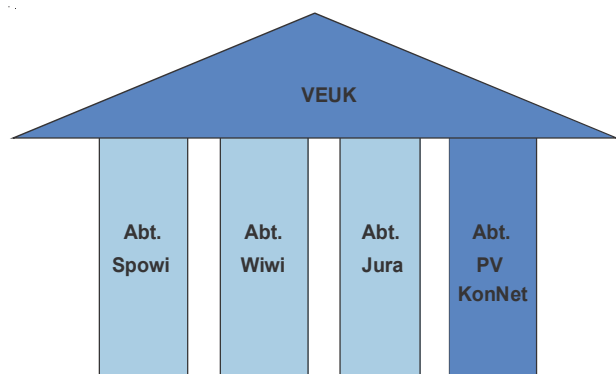 VEUK
Abt.
Spowi
Abt.
Wiwi
Abt.
Jura
Abt.
PV
KonNet